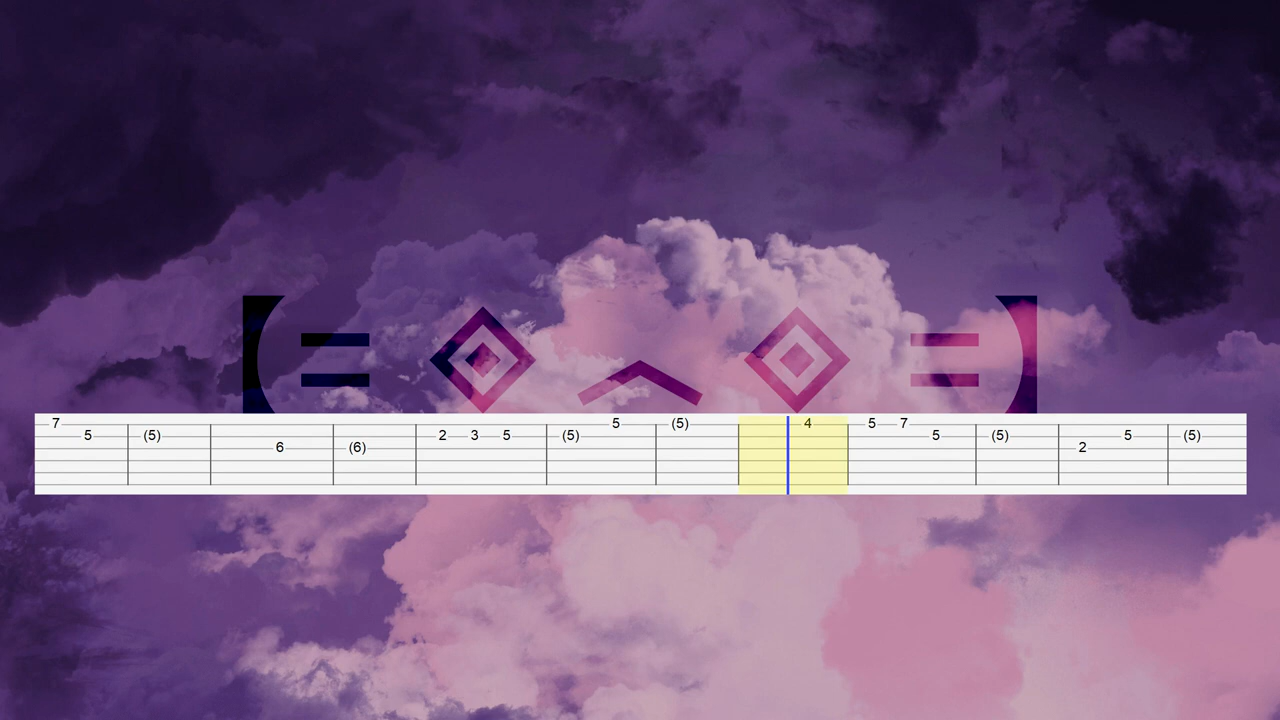 (= ◈ ︿ ◈ =)
7 5 (5) 4 5 7
5 (5) 2 3 5 (5) 5 (5) 5 (5)
6 (6) 2